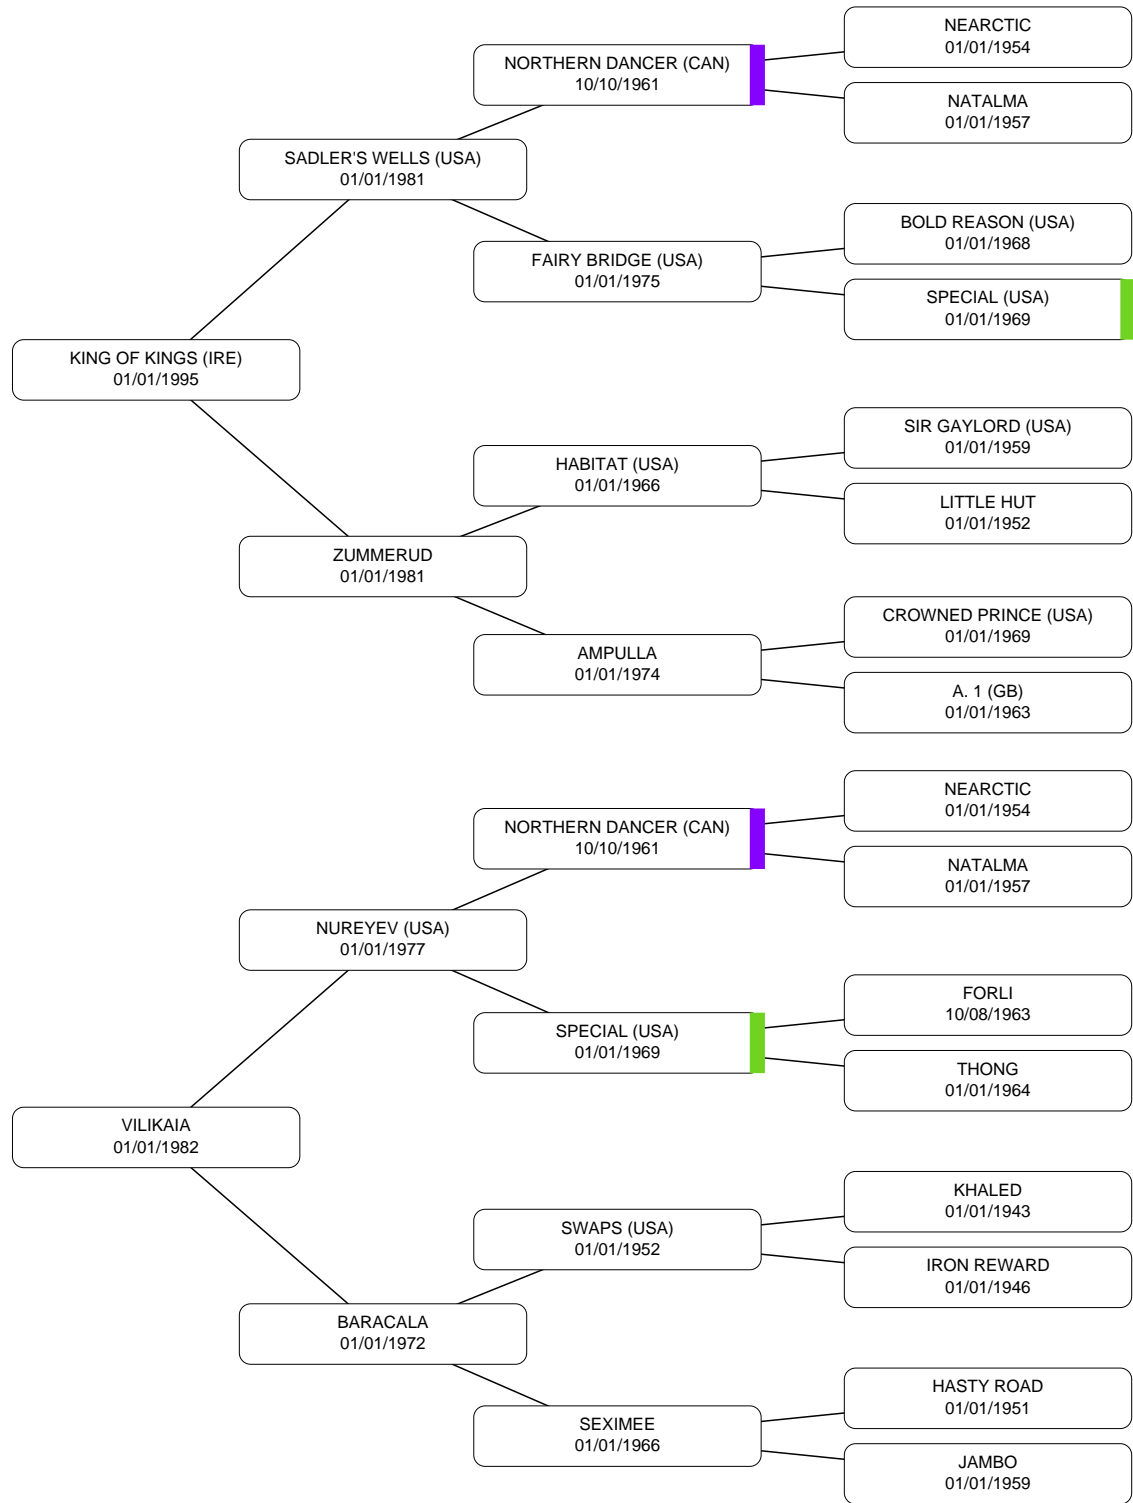 NEARCTIC
01/01/1954
NORTHERN DANCER (CAN)
10/10/1961
NATALMA
01/01/1957
SADLER'S WELLS (USA)
01/01/1981
BOLD REASON (USA)
01/01/1968
FAIRY BRIDGE (USA)
01/01/1975
SPECIAL (USA)
01/01/1969
KING OF KINGS (IRE)
01/01/1995
SIR GAYLORD (USA)
01/01/1959
HABITAT (USA)
01/01/1966
LITTLE HUT
01/01/1952
ZUMMERUD
01/01/1981
CROWNED PRINCE (USA)
01/01/1969
AMPULLA
01/01/1974
A. 1 (GB)
01/01/1963
NEARCTIC
01/01/1954
NORTHERN DANCER (CAN)
10/10/1961
NATALMA
01/01/1957
NUREYEV (USA)
01/01/1977
FORLI
10/08/1963
SPECIAL (USA)
01/01/1969
THONG
01/01/1964
VILIKAIA
01/01/1982
KHALED
01/01/1943
SWAPS (USA)
01/01/1952
IRON REWARD
01/01/1946
BARACALA
01/01/1972
HASTY ROAD
01/01/1951
SEXIMEE
01/01/1966
JAMBO
01/01/1959